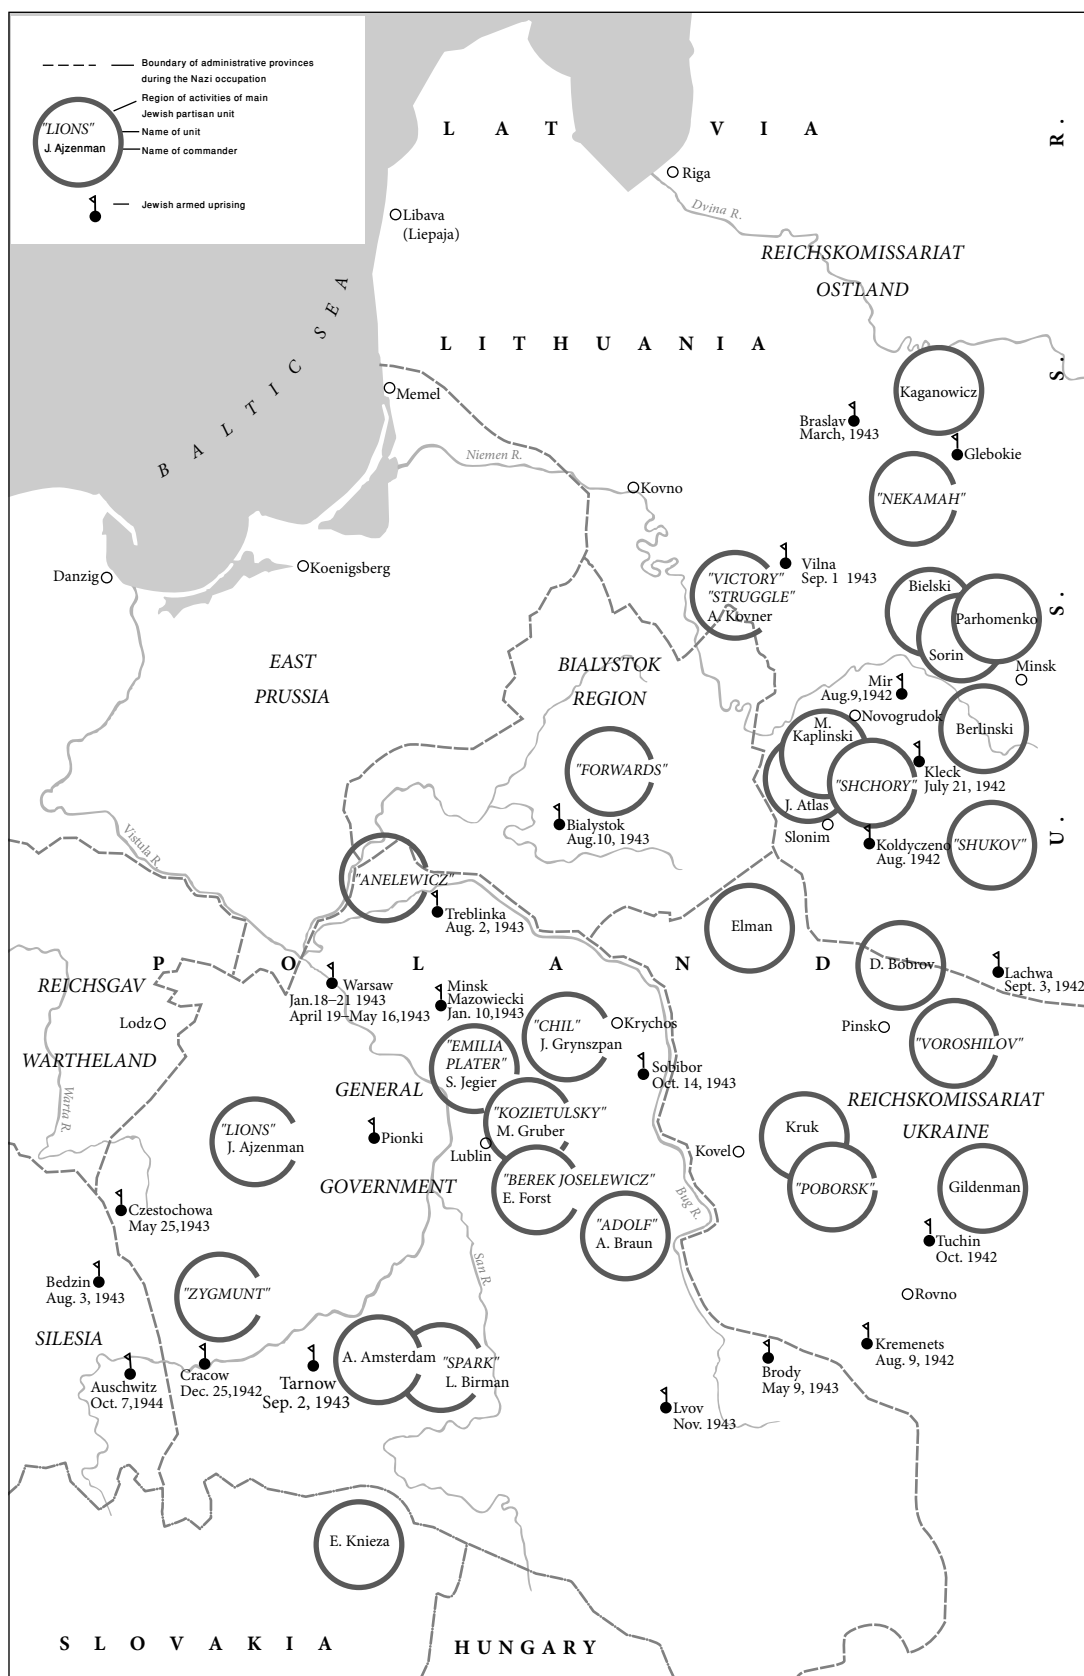 Boundary of administrative provinces
during the Nazi occupation
Region of activities of main
Jewish partisan unit
"LIONS"
J. Ajzenman
Name of unit
Name of commander
Jewish armed uprising
L A T V I A
U. S. S. R.
Riga
Dvina R.
Libava
(Liepaja)
REICHSKOMISSARIAT
OSTLAND
BALTIC SEA
LITHUANIA
Memel
Kaganowicz
Braslav
March, 1943
Glebokie
Niemen R.
Kovno
"NEKAMAH"
Danzig
Koenigsberg
Vilna
Sep. 1 1943
"VICTORY"
"STRUGGLE"
A. Kovner
Bielski
Parhomenko
Sorin
Minsk
EAST
PRUSSIA
BIALYSTOK
REGION
Mir
Aug.9,1942
Novogrudok
M.
Kaplinski
Berlinski
"FORWARDS"
"SHCHORY"
Kleck
July 21, 1942
J. Atlas
Slonim
Bialystok
Aug.10, 1943
Koldyczeno
Aug. 1942
"SHUKOV"
Vistula R.
"ANELEWICZ"
Treblinka
Aug. 2, 1943
Elman
P O L A N D
D. Bobrov
Lachwa
Sept. 3, 1942
REICHSGAV
WARTHELAND
Warsaw
Jan.18–21 1943
April 19–May 16,1943
Minsk
Mazowiecki
Jan. 10,1943
Lodz
"CHIL"
J. Grynszpan
Krychos
Pinsk
"VOROSHILOV"
"EMILIA
PLATER"
S. Jegier
Sobibor
Oct. 14, 1943
Warta R.
GENERAL
GOVERNMENT
REICHSKOMISSARIAT
UKRAINE
"LIONS"
J. Ajzenman
Pionki
"KOZIETULSKY"
M. Gruber
Lublin
Kruk
Kovel
"BEREK JOSELEWICZ"
E. Forst
"POBORSK"
Gildenman
Bug R.
Czestochowa
May 25,1943
"ADOLF"
A. Braun
Tuchin
Oct. 1942
San R.
Bedzin
Aug. 3, 1943
"ZYGMUNT"
Rovno
SILESIA
Kremenets
Aug. 9, 1942
A. Amsterdam
"SPARK"
L. Birman
Auschwitz
Oct. 7,1944
Cracow
Dec. 25,1942
Tarnow
Sep. 2, 1943
Brody
May 9, 1943
Lvov
Nov. 1943
E. Knieza
SLOVAKIA
HUNGARY